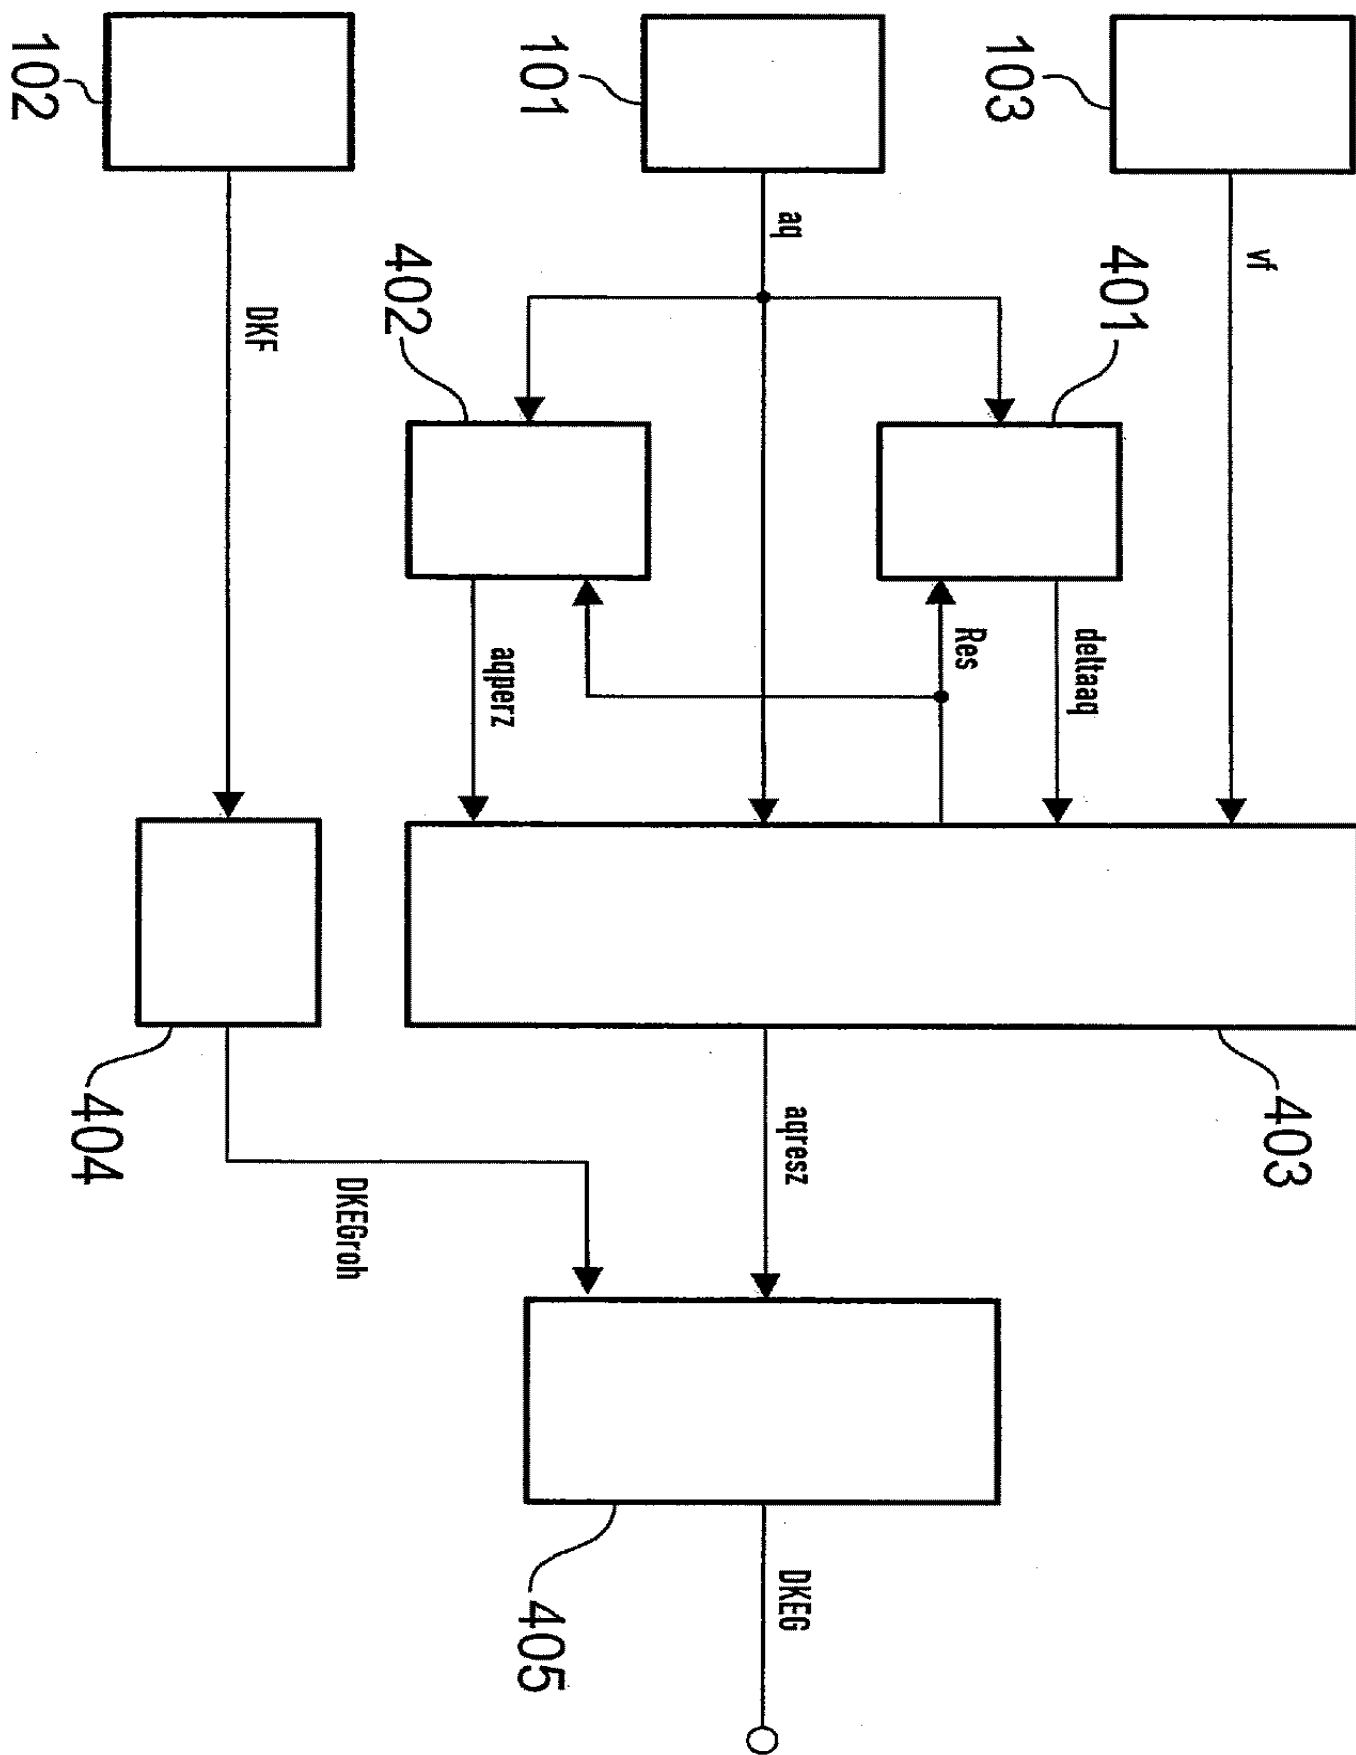 103
vf
401
deltaaq
Res
403
101
aq
aqresz
402
aqperz
405
DKEG
102
DKF
404
DKEGroh